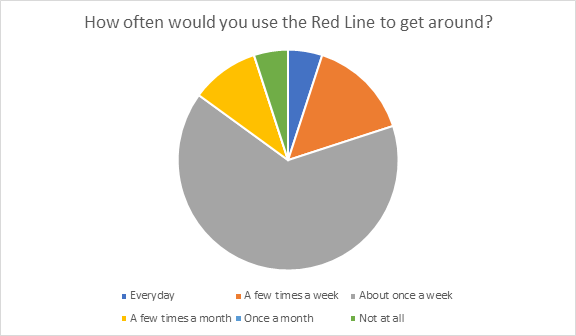 How often would you use the Red Line to get around?
Everyday
A few times a week
About once a week
A few times a month
Once a month
Not at all